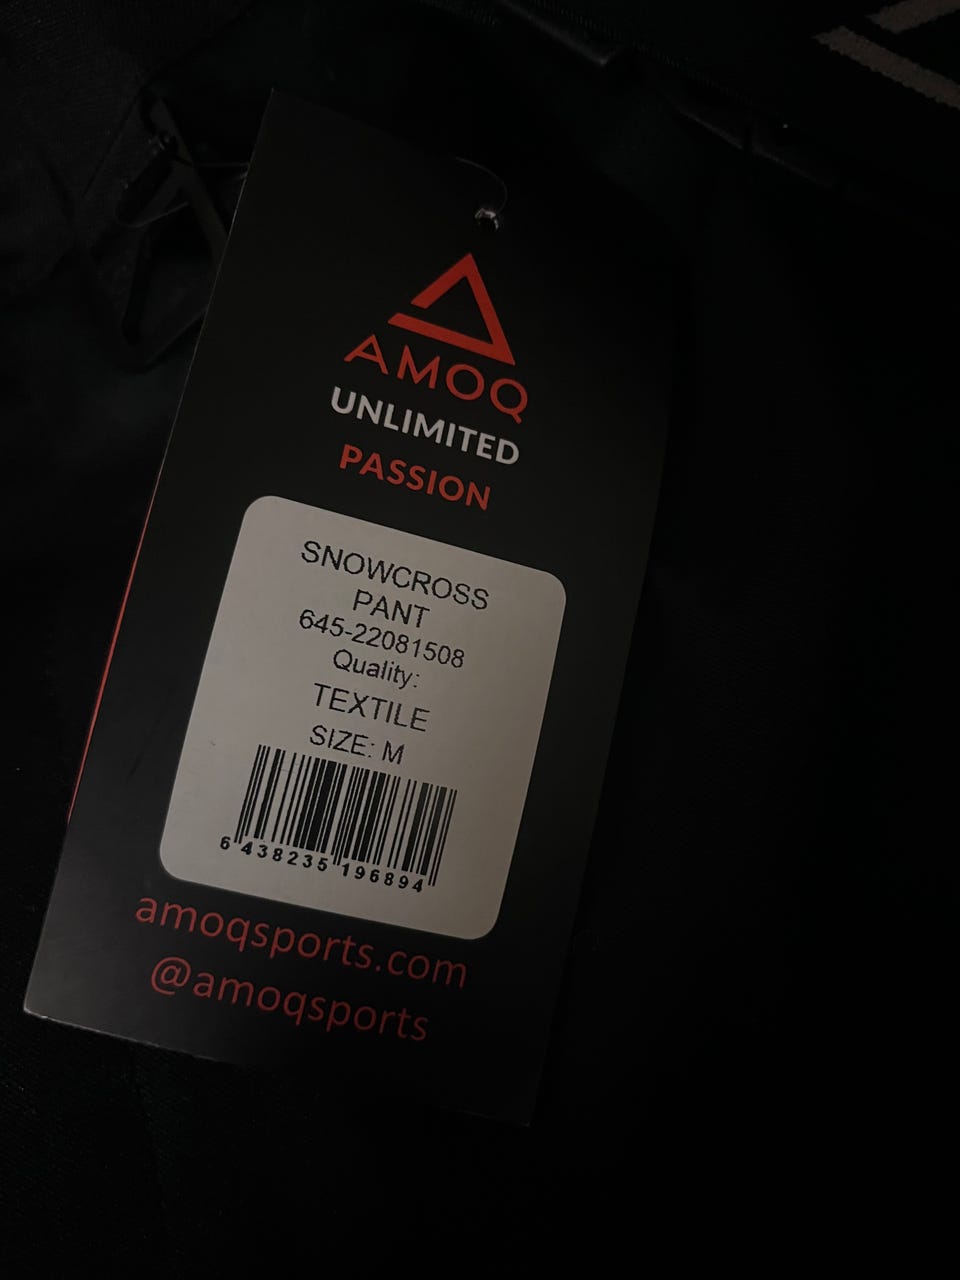 AMOQ
UNLIMITED
PASSION
SNOWCROSS
PANT
645-22081508
Quality:
TEXTILE
SIZE: M
6 438235 196894
amoqsports.com
@amoqsports